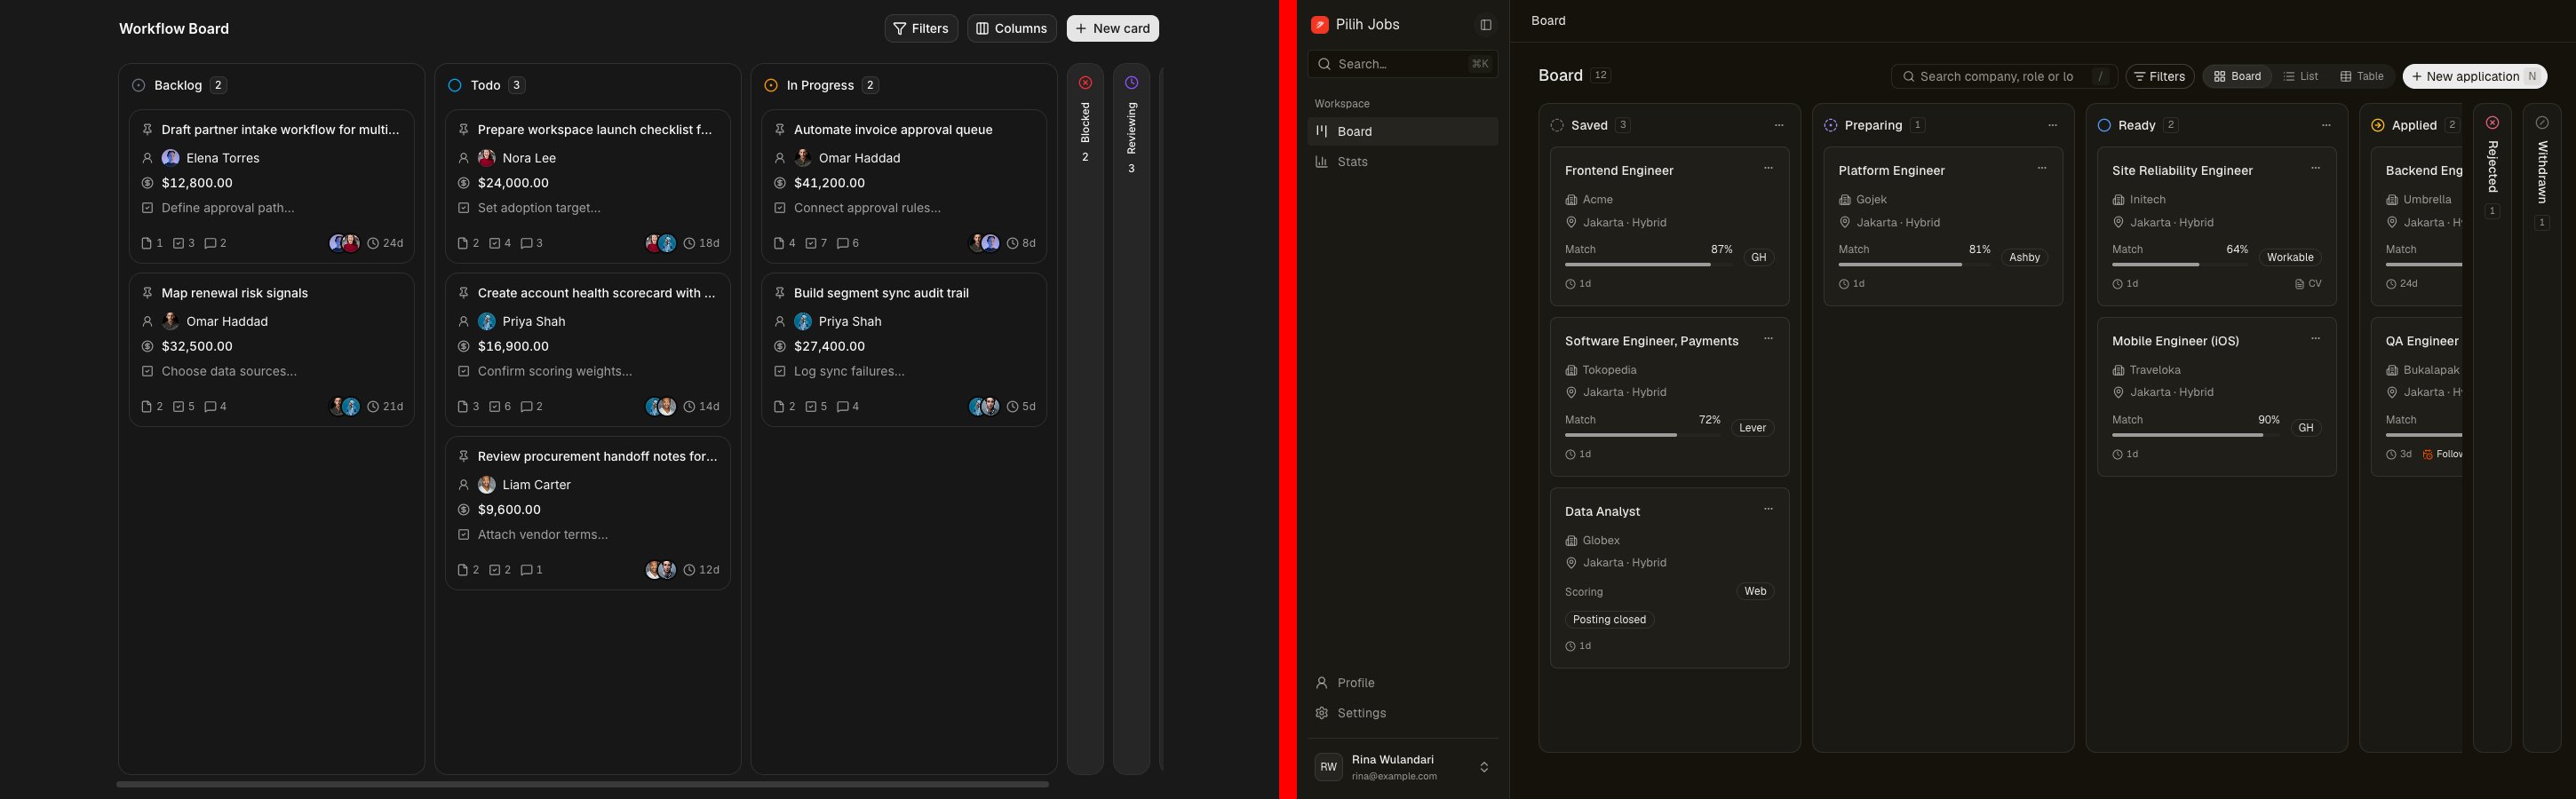 Workflow Board
Filters
Columns
+ New card
Backlog 2
Draft partner intake workflow for multi...
Elena Torres
$12,800.00
Define approval path...
1 3 2 24d
Map renewal risk signals
Omar Haddad
$32,500.00
Choose data sources...
2 5 4 21d
Todo 3
Prepare workspace launch checklist f...
Nora Lee
$24,000.00
Set adoption target...
2 4 3 18d
Create account health scorecard with ...
Priya Shah
$16,900.00
Confirm scoring weights...
3 6 2 14d
Review procurement handoff notes for...
Liam Carter
$9,600.00
Attach vendor terms...
2 2 1 12d
In Progress 2
Automate invoice approval queue
Omar Haddad
$41,200.00
Connect approval rules...
4 7 6 8d
Build segment sync audit trail
Priya Shah
$27,400.00
Log sync failures...
2 5 4 5d
Blocked 2
Reviewing 3
Pilih Jobs
Search... ⌘K
Workspace
Board
Stats
Profile
Settings
RW
Rina Wulandari
rina@example.com
Board
Board 12
Search company, role or lo /
Filters
Board
List
Table
+ New application N
Saved 3 ...
Frontend Engineer ...
Acme
Jakarta · Hybrid
Match 87% GH
1d
Software Engineer, Payments ...
Tokopedia
Jakarta · Hybrid
Match 72% Lever
1d
Data Analyst ...
Globex
Jakarta · Hybrid
Scoring Web
Posting closed
1d
Preparing 1 ...
Platform Engineer ...
Gojek
Jakarta · Hybrid
Match 81% Ashby
1d
Ready 2 ...
Site Reliability Engineer ...
Initech
Jakarta · Hybrid
Match 64% Workable
1d CV
Mobile Engineer (iOS) ...
Traveloka
Jakarta · Hybrid
Match 90% GH
1d
Applied 2
Backend Eng
Umbrella
Jakarta · H
Match
24d
QA Engineer
Bukalapak
Jakarta · H
Match
3d Follow
Rejected 1
Withdrawn 1